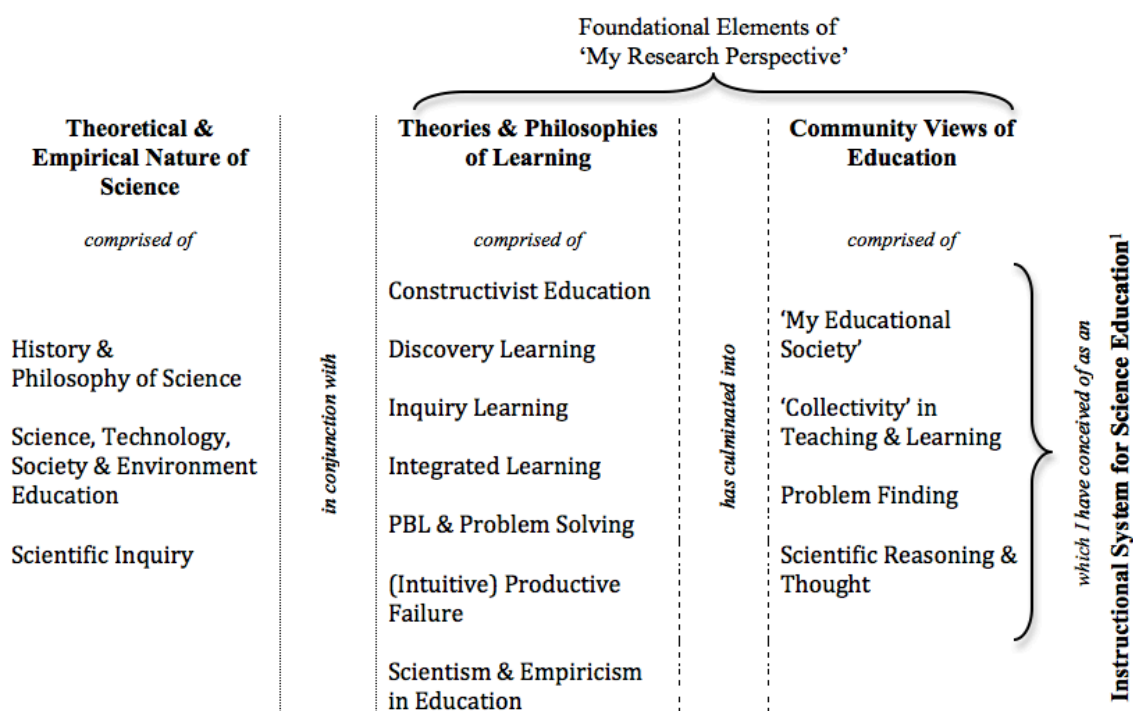 Foundational Elements of
‘My Research Perspective’
Theoretical &
Empirical Nature of
Science
comprised of
History &
Philosophy of Science
Science, Technology,
Society & Environment
Education
Scientific Inquiry
in conjunction with
Theories & Philosophies
of Learning
comprised of
Constructivist Education
Discovery Learning
Inquiry Learning
Integrated Learning
PBL & Problem Solving
(Intuitive) Productive
Failure
Scientism & Empiricism
in Education
has culminated into
Community Views of
Education
comprised of
‘My Educational
Society’
‘Collectivity’ in
Teaching & Learning
Problem Finding
Scientific Reasoning &
Thought
which I have conceived of as an
Instructional System for Science Education¹